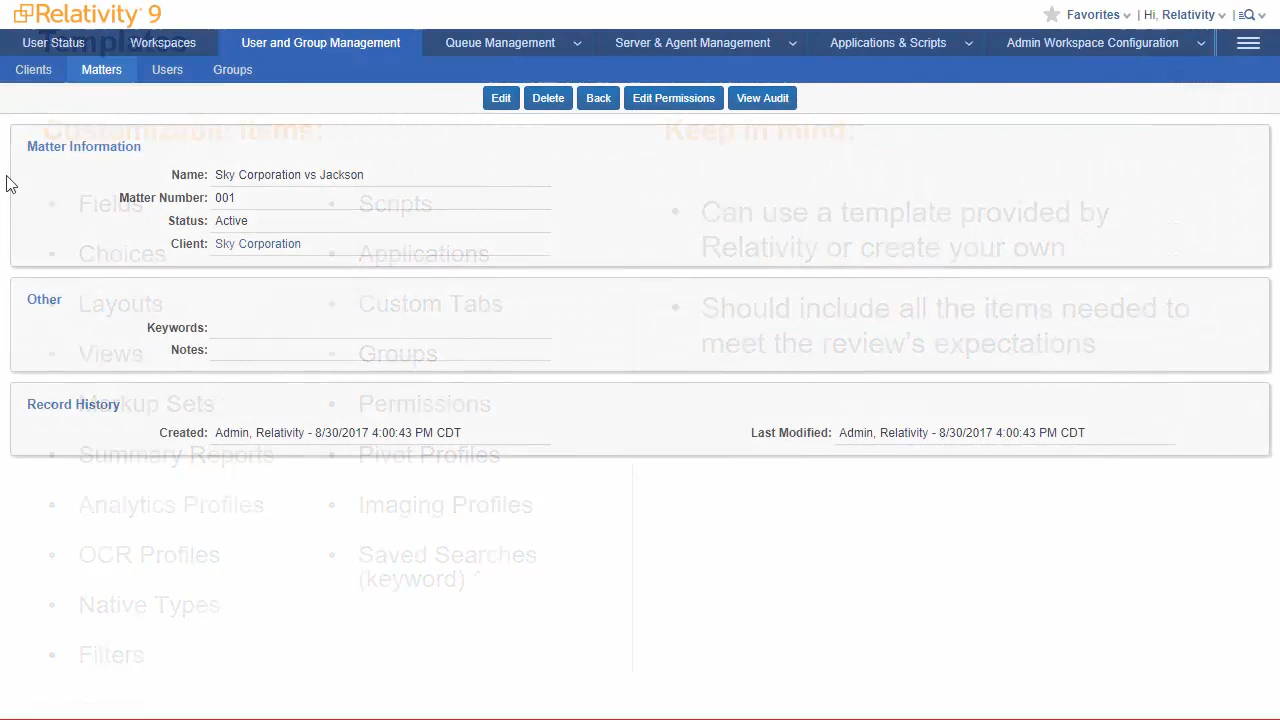 Relativity 9
Favorites
Hi, Relativity
Templates
User Status
Workspaces
User and Group Management
Queue Management
Server & Agent Management
Applications & Scripts
Admin Workspace Configuration
Clients
Matters
Users
Groups
Edit
Delete
Back
Edit Permissions
View Audit
Customizable Items:
Keep in mind:
Matter Information
Name: Sky Corporation vs Jackson
Matter Number: 001
Status: Active
Client: Sky Corporation
Other
Keywords:
Notes:
Record History
Created: Admin, Relativity - 8/30/2017 4:00:43 PM CDT
Last Modified: Admin, Relativity - 8/30/2017 4:00:43 PM CDT
• Fields
• Choices
Layouts
Views
Markup Sets
• Summary Reports
• Analytics Profiles
• OCR Profiles
• Native Types
• Filters
• Scripts
• Applications
• Custom Tabs
• Groups
• Permissions
• Pivot Profiles
• Imaging Profiles
• Saved Searches
(keyword)
• Can use a template provided by
Relativity or create your own
• Should include all the items needed to
meet the review's expectations